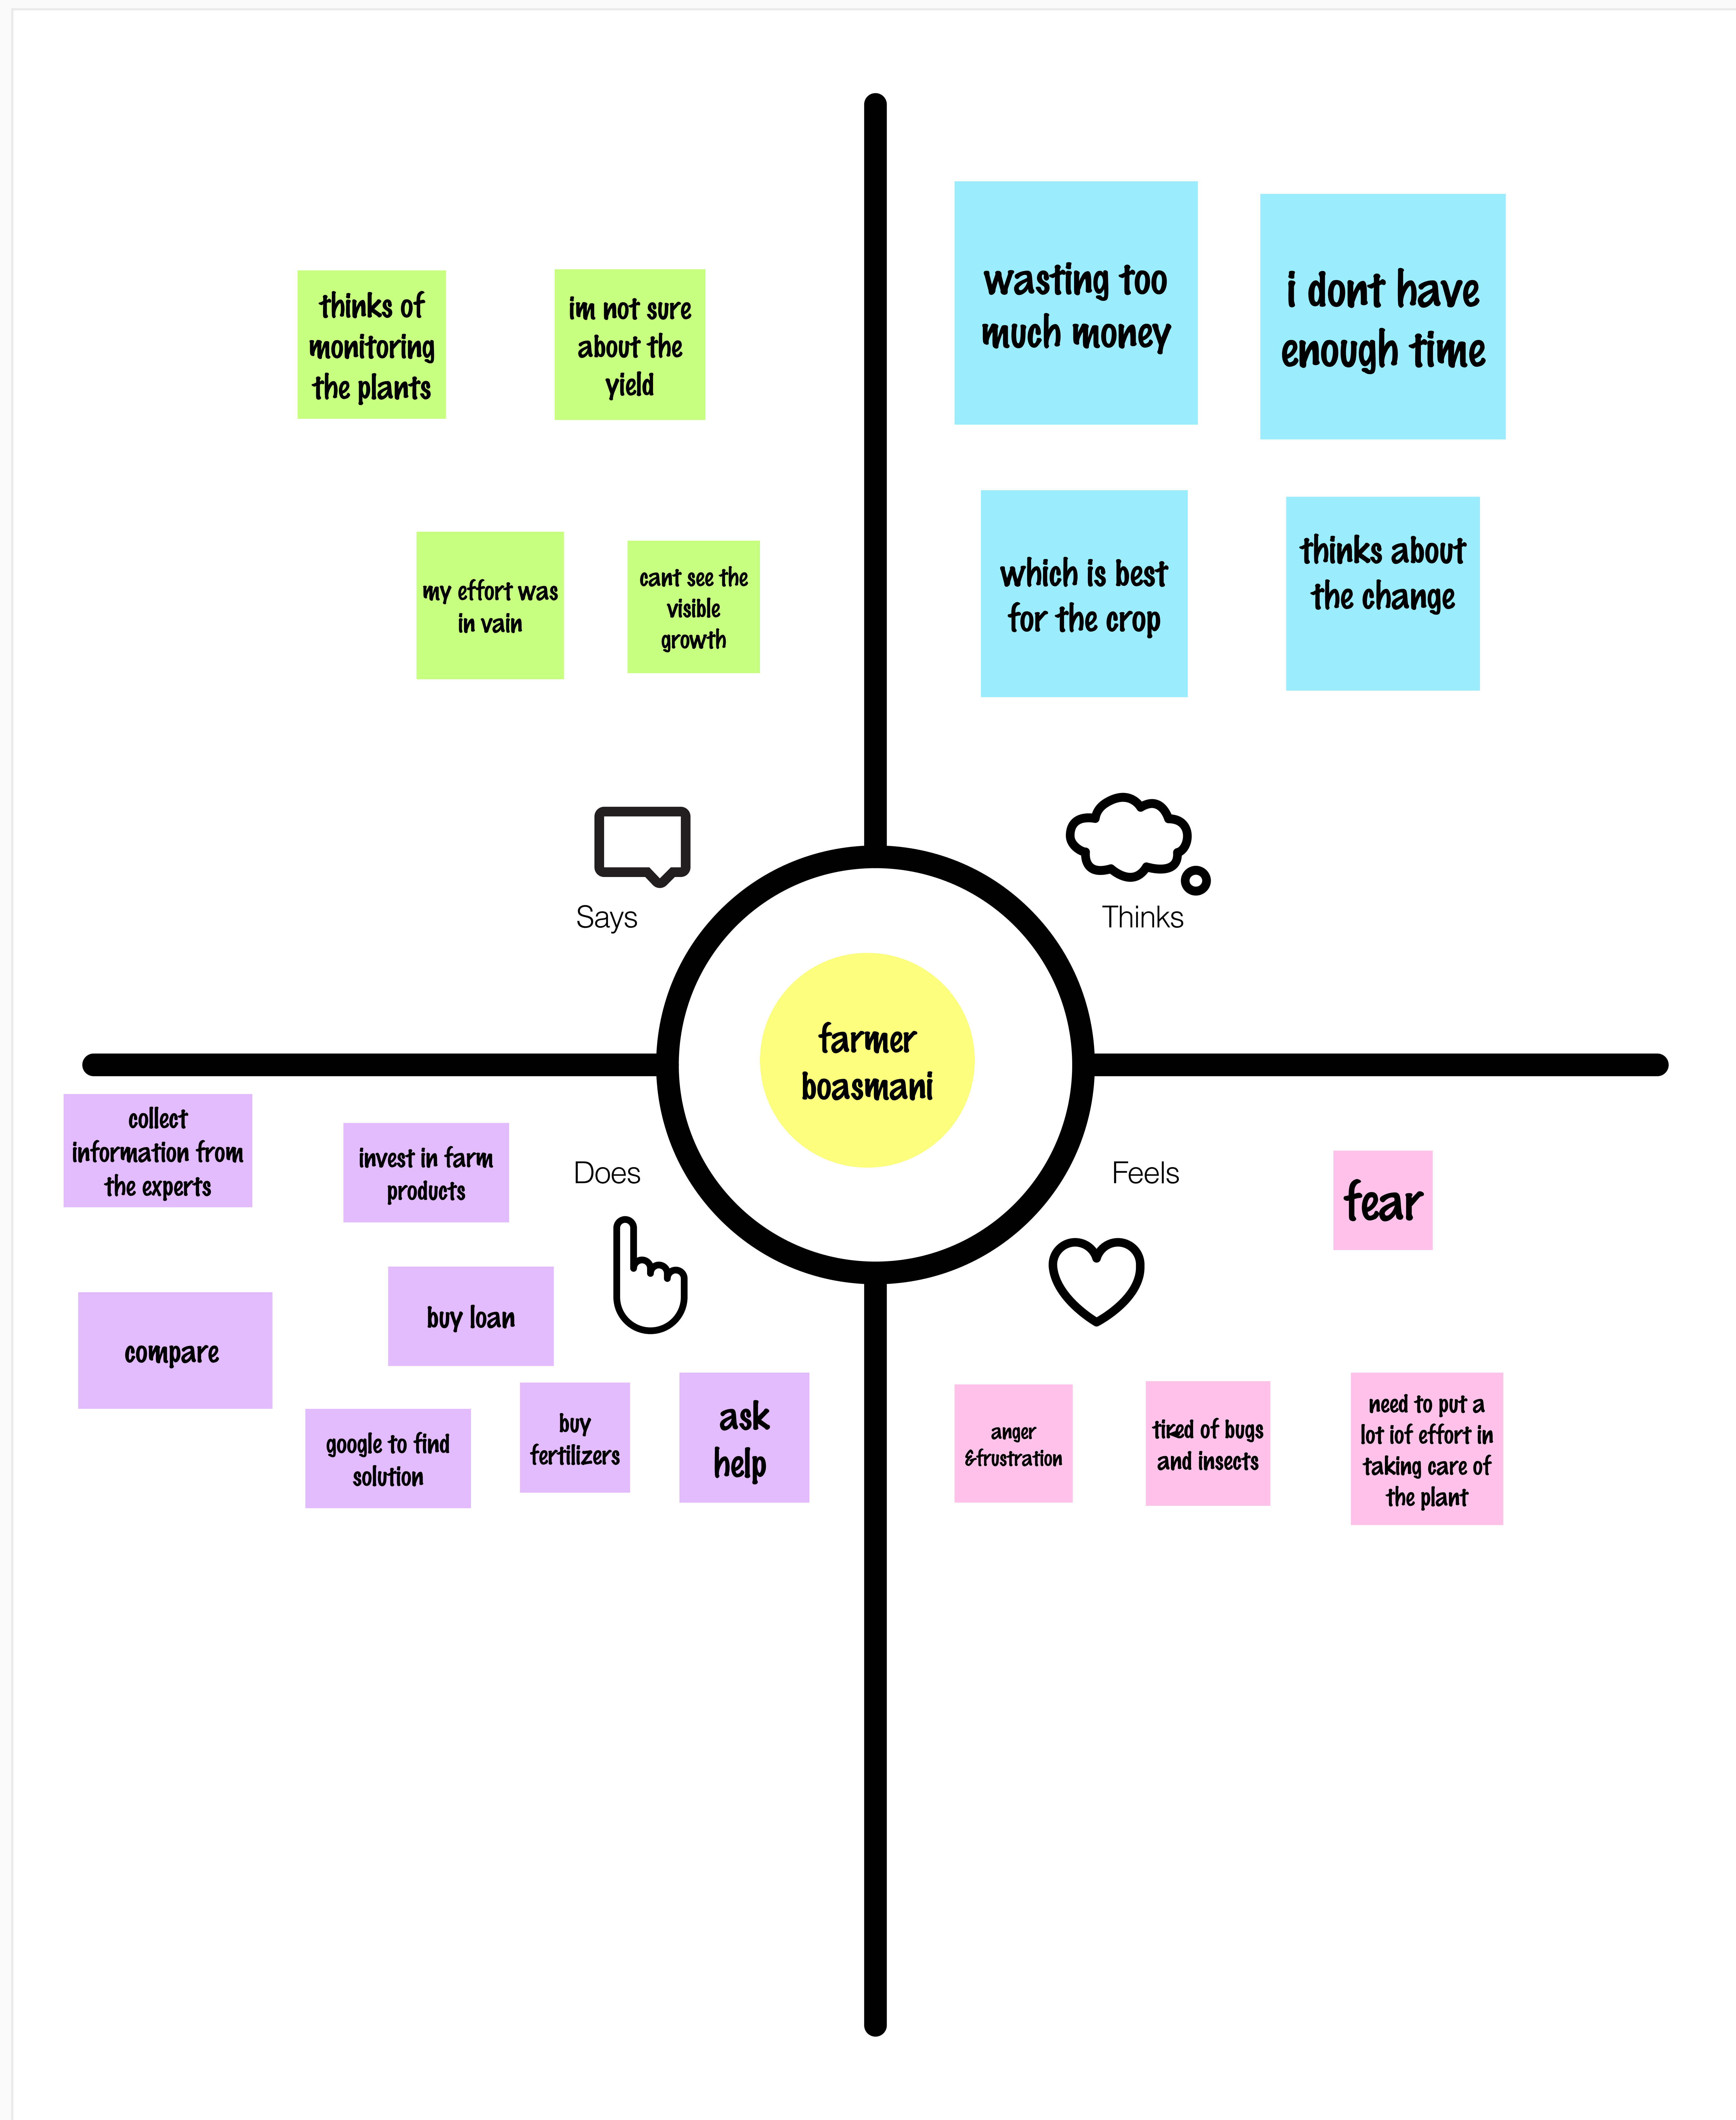 thinks of
monitoring
the plants
im not sure
about the
yield
my effort was
in vain
cant see the
visible
growth
Says
wasting too
much money
i dont have
enough time
which is best
for the crop
thinks about
the change
Thinks
farmer
boasmani
Does
collect
information from
the experts
invest in farm
products
compare
buy loan
google to find
solution
buy
fertilizers
ask
help
Feels
fear
anger
&frustration
tired of bugs
and insects
need to put a
lot iof effort in
taking care of
the plant